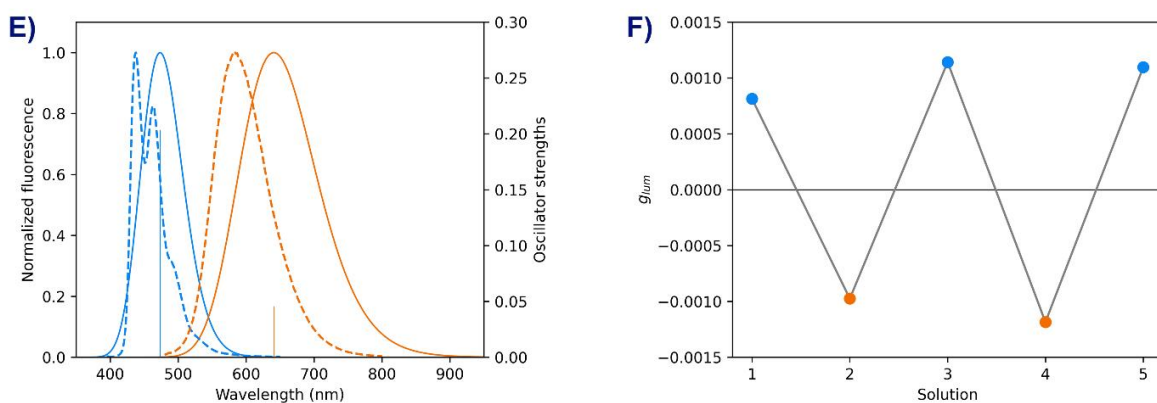 E)
Normalized fluorescence
1.0
0.8
0.6
0.4
0.2
0.0
400 500 600 700 800 900
Wavelength (nm)
0.30
0.25
0.20
0.15
0.10
0.05
0.00
Oscillator strengths
F)
g_lum
0.0015
0.0010
0.0005
0.0000
−0.0005
−0.0010
−0.0015
1 2 3 4 5
Solution